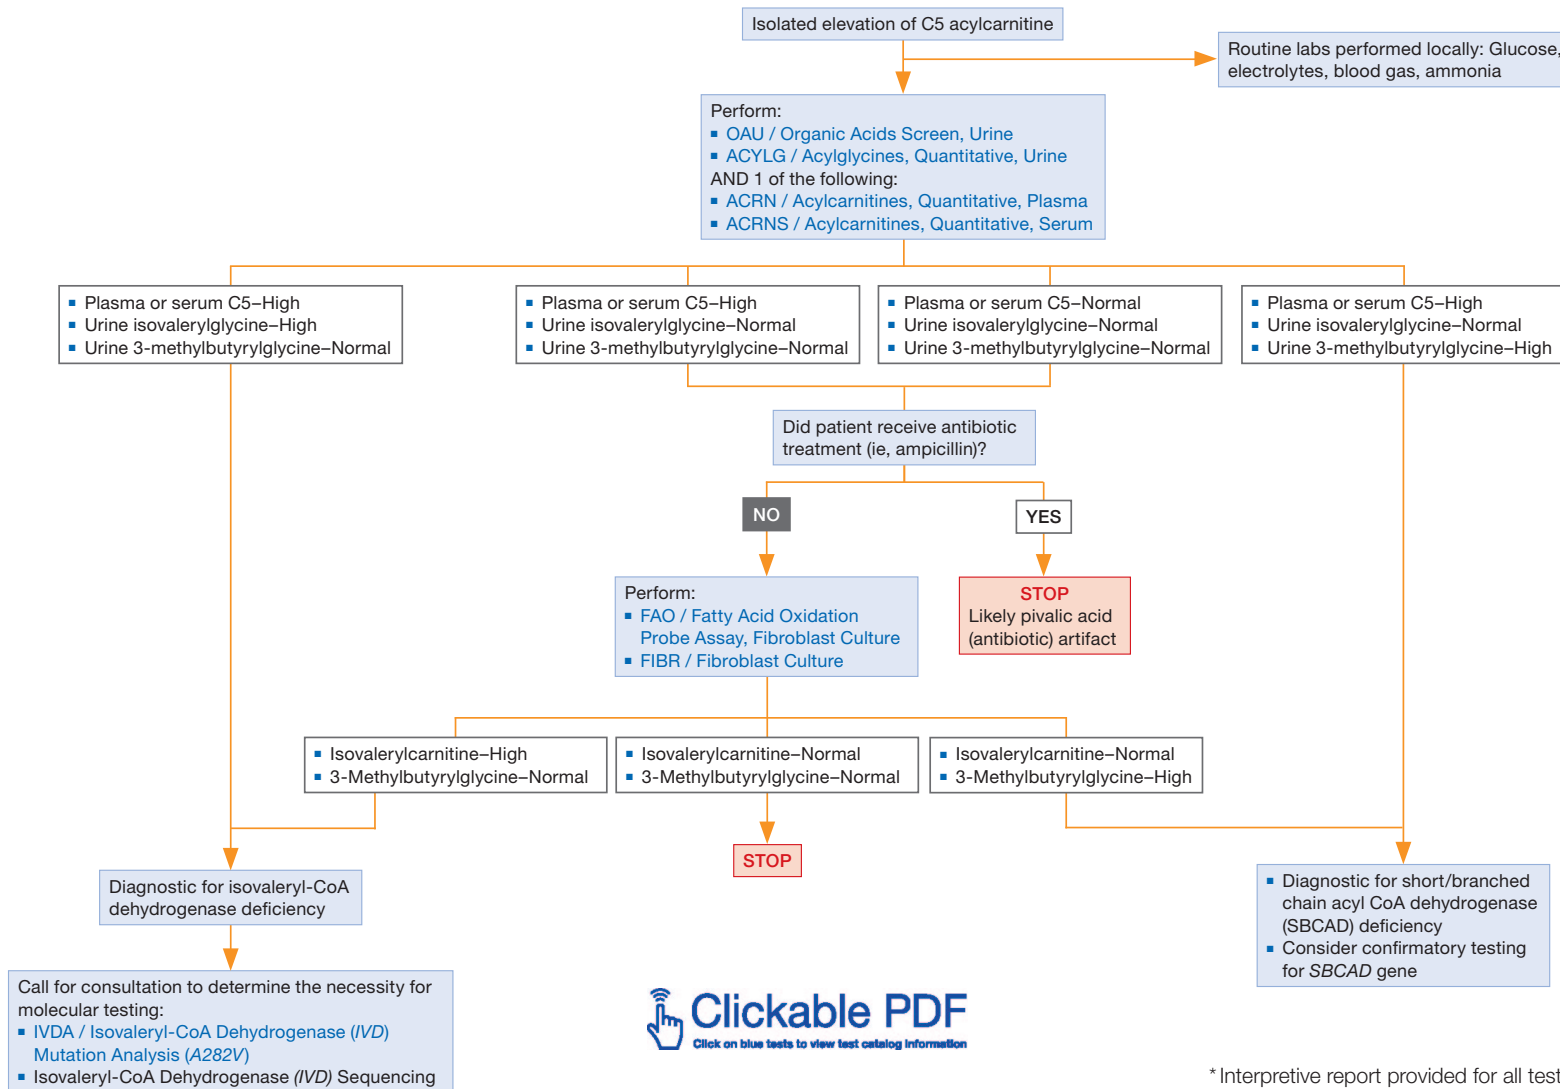 Isolated elevation of C5 acylcarnitine
Routine labs performed locally: Glucose,
electrolytes, blood gas, ammonia
Perform:
▪ OAU / Organic Acids Screen, Urine
▪ ACYLG / Acylglycines, Quantitative, Urine
AND 1 of the following:
▪ ACRN / Acylcarnitines, Quantitative, Plasma
▪ ACRNS / Acylcarnitines, Quantitative, Serum
▪ Plasma or serum C5–High
▪ Urine isovalerylglycine–High
▪ Urine 3-methylbutyrylglycine–Normal
▪ Plasma or serum C5–High
▪ Urine isovalerylglycine–Normal
▪ Urine 3-methylbutyrylglycine–Normal
▪ Plasma or serum C5-Normal
▪ Urine isovalerylglycine–Normal
▪ Urine 3-methylbutyrylglycine–Normal
▪ Plasma or serum C5-High
▪ Urine isovalerylglycine–Normal
▪ Urine 3-methylbutyrylglycine–High
Did patient receive antibiotic
treatment (ie, ampicillin)?
NO
YES
Perform:
▪ FAO / Fatty Acid Oxidation
Probe Assay, Fibroblast Culture
▪ FIBR / Fibroblast Culture
STOP
Likely pivalic acid
(antibiotic) artifact
▪ Isovalerylcarnitine–High
▪ 3-Methylbutyrylglycine–Normal
▪ Isovalerylcarnitine–Normal
▪ 3-Methylbutyrylglycine–Normal
▪ Isovalerylcarnitine–Normal
▪ 3-Methylbutyrylglycine–High
STOP
Diagnostic for isovaleryl-CoA
dehydrogenase deficiency
▪ Diagnostic for short/branched
chain acyl CoA dehydrogenase
(SBCAD) deficiency
▪ Consider confirmatory testing
for SBCAD gene
Call for consultation to determine the necessity for
molecular testing:
▪ IVDA / Isovaleryl-CoA Dehydrogenase (IVD)
Mutation Analysis (A282V)
▪ Isovaleryl-CoA Dehydrogenase (IVD) Sequencing
Clickable PDF
Click on blue tests to view test catalog information
* Interpretive report provided for all test